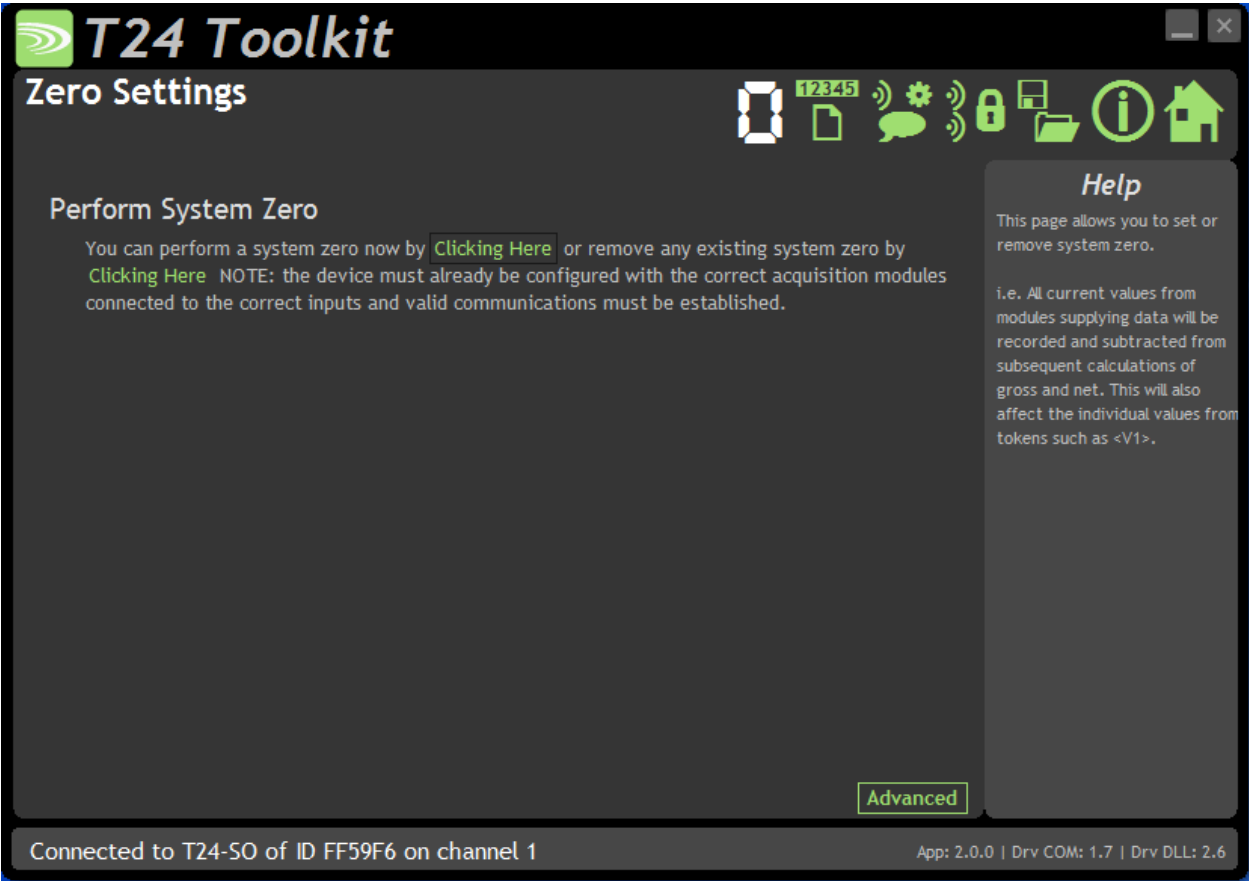 T24 Toolkit
Zero Settings
0
12345
Perform System Zero
You can perform a system zero now by Clicking Here or remove any existing system zero by
Clicking Here NOTE: the device must already be configured with the correct acquisition modules
connected to the correct inputs and valid communications must be established.
Advanced
Help
This page allows you to set or
remove system zero.
i.e. All current values from
modules supplying data will be
recorded and subtracted from
subsequent calculations of
gross and net. This will also
affect the individual values from
tokens such as <V1>.
Connected to T24-SO of ID FF59F6 on channel 1
App: 2.0.0 | Drv COM: 1.7 | Drv DLL: 2.6